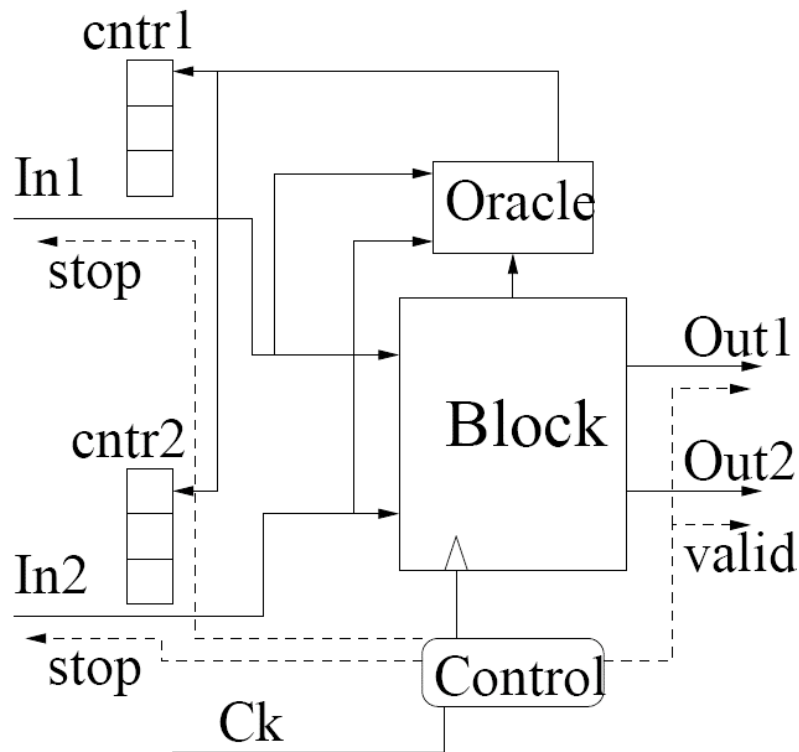 cntr1
In1
Oracle
stop
Out1
Block
cntr2
Out2
In2
valid
stop
Control
Ck